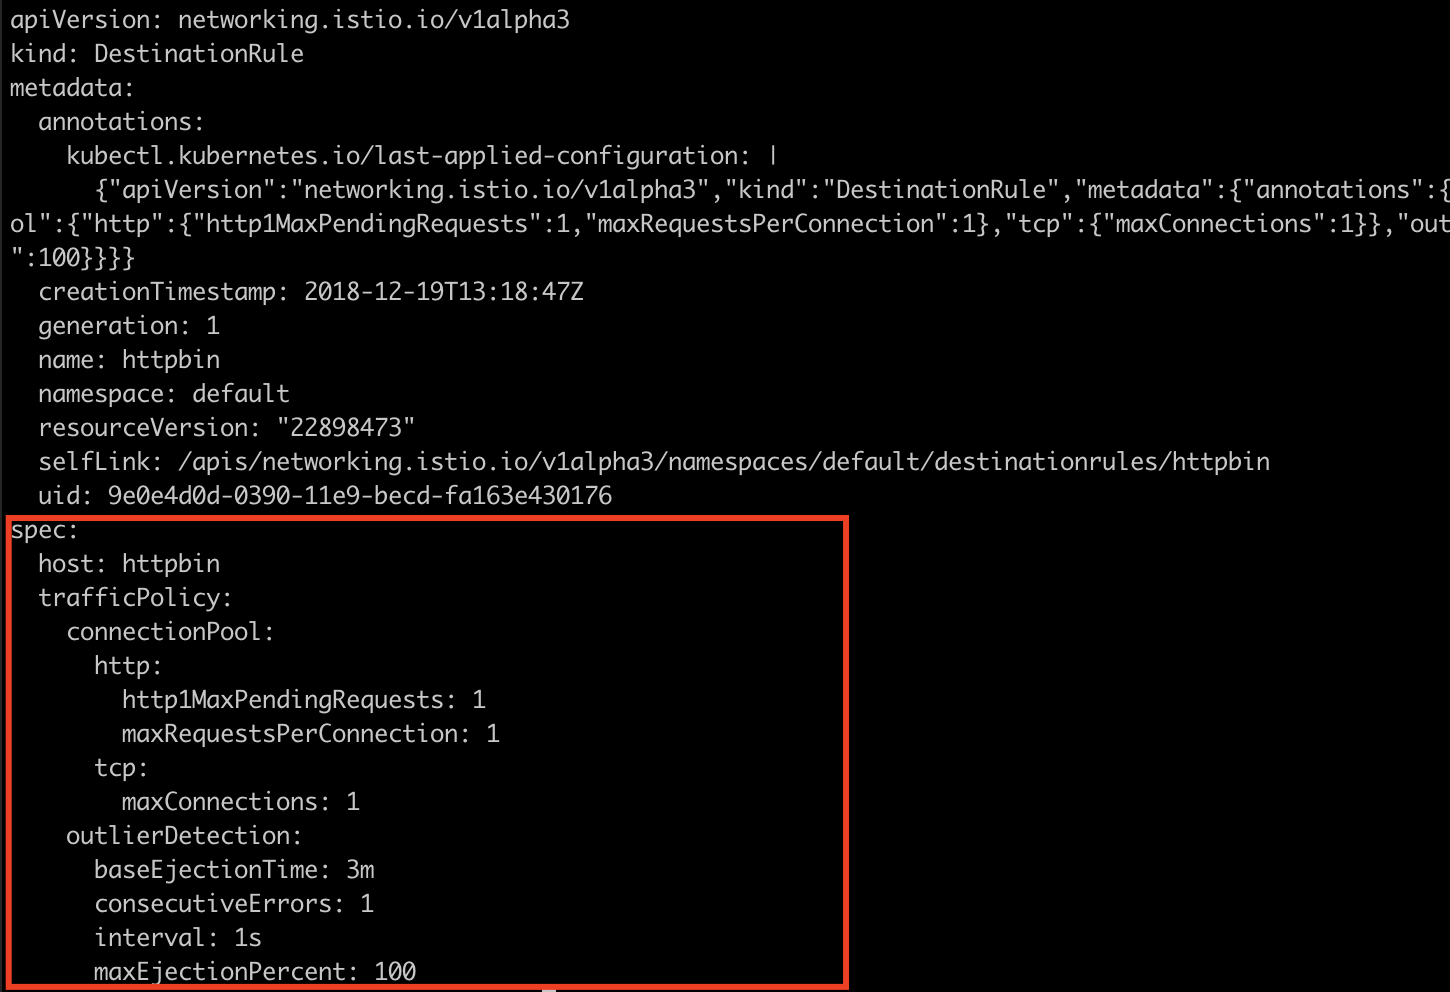 apiVersion: networking.istio.io/v1alpha3
kind: DestinationRule
metadata:
  annotations:
    kubectl.kubernetes.io/last-applied-configuration: |
      {"apiVersion":"networking.istio.io/v1alpha3","kind":"DestinationRule","metadata":{"annotations":{
ol":{"http":{"http1MaxPendingRequests":1,"maxRequestsPerConnection":1},"tcp":{"maxConnections":1}},"out
":100}}}}
  creationTimestamp: 2018-12-19T13:18:47Z
  generation: 1
  name: httpbin
  namespace: default
  resourceVersion: "22898473"
  selfLink: /apis/networking.istio.io/v1alpha3/namespaces/default/destinationrules/httpbin
  uid: 9e0e4d0d-0390-11e9-becd-fa163e430176
spec:
  host: httpbin
  trafficPolicy:
    connectionPool:
      http:
        http1MaxPendingRequests: 1
        maxRequestsPerConnection: 1
      tcp:
        maxConnections: 1
    outlierDetection:
      baseEjectionTime: 3m
      consecutiveErrors: 1
      interval: 1s
      maxEjectionPercent: 100